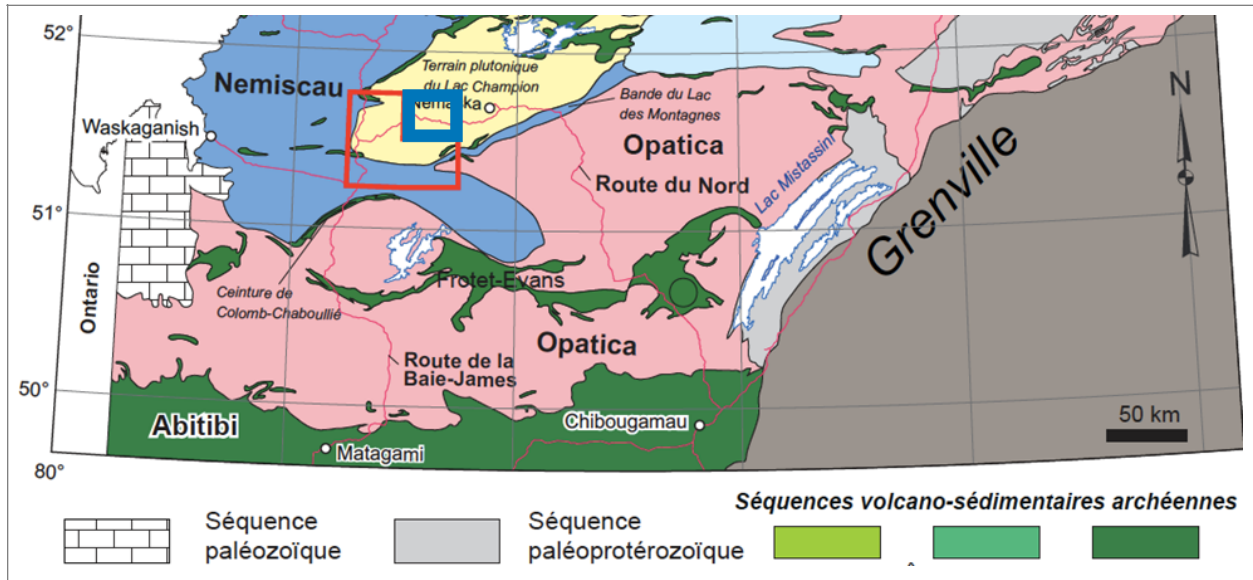 52°
Terrain plutonique
du Lac Champion
Nemiscau
Nemaska
Bande du Lac
des Montagnes
N
Waskaganish
Opatica
Route du Nord
Lac Mistassini
51°
Grenville
Ontario
Ceinture de
Colomb-Chaboullié
Frotet-Evans
Opatica
Route de la
Baie-James
50°
Abitibi
Chibougamau
50 km
Matagami
80°
Séquences volcano-sédimentaires archéennes
Séquence
paléozoïque
Séquence
paléoprotérozoïque